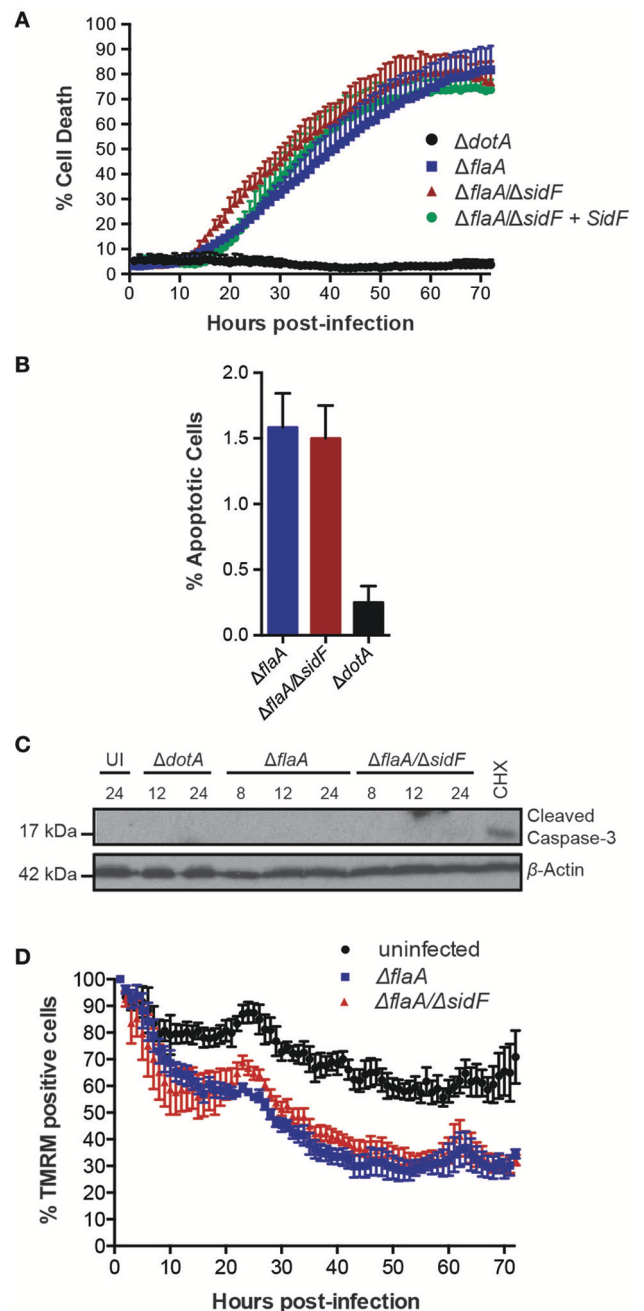 A
100
90
80
70
60
50
40
30
20
10
0
% Cell Death
0 10 20 30 40 50 60 70
Hours post-infection
ΔdotA
ΔflaA
ΔflaA/ΔsidF
ΔflaA/ΔsidF + SidF
B
2.0
1.5
1.0
0.5
0.0
% Apoptotic Cells
ΔflaA
ΔflaA/ΔsidF
ΔdotA
C
UI ΔdotA ΔflaA ΔflaA/ΔsidF CHX
24 12 24 8 12 24 8 12 24
17 kDa
Cleaved
Caspase-3
42 kDa
β-Actin
D
uninfected
ΔflaA
ΔflaA/ΔsidF
100
90
80
70
60
50
40
30
20
10
0
% TMRM positive cells
0 10 20 30 40 50 60 70
Hours post-infection